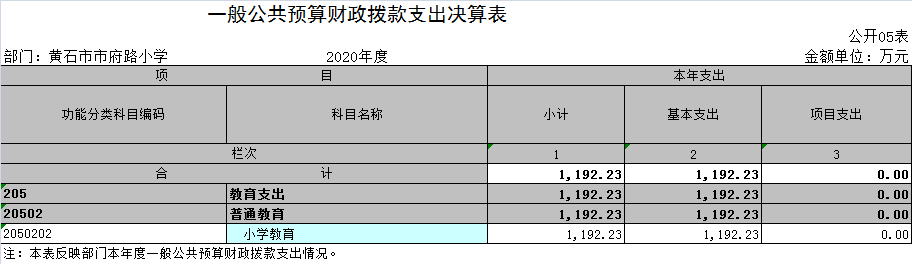 一般公共预算财政拨款支出决算表
公开05表
部门：黄石市市府路小学 2020年度 金额单位：万元
项 目 本年支出
功能分类科目编码 科目名称 小计 基本支出 项目支出
栏次 1 2 3
合 计 1,192.23 1,192.23 0.00
205 教育支出 1,192.23 1,192.23 0.00
20502 普通教育 1,192.23 1,192.23 0.00
2050202 小学教育 1,192.23 1,192.23 0.00
注：本表反映部门本年度一般公共预算财政拨款支出情况。